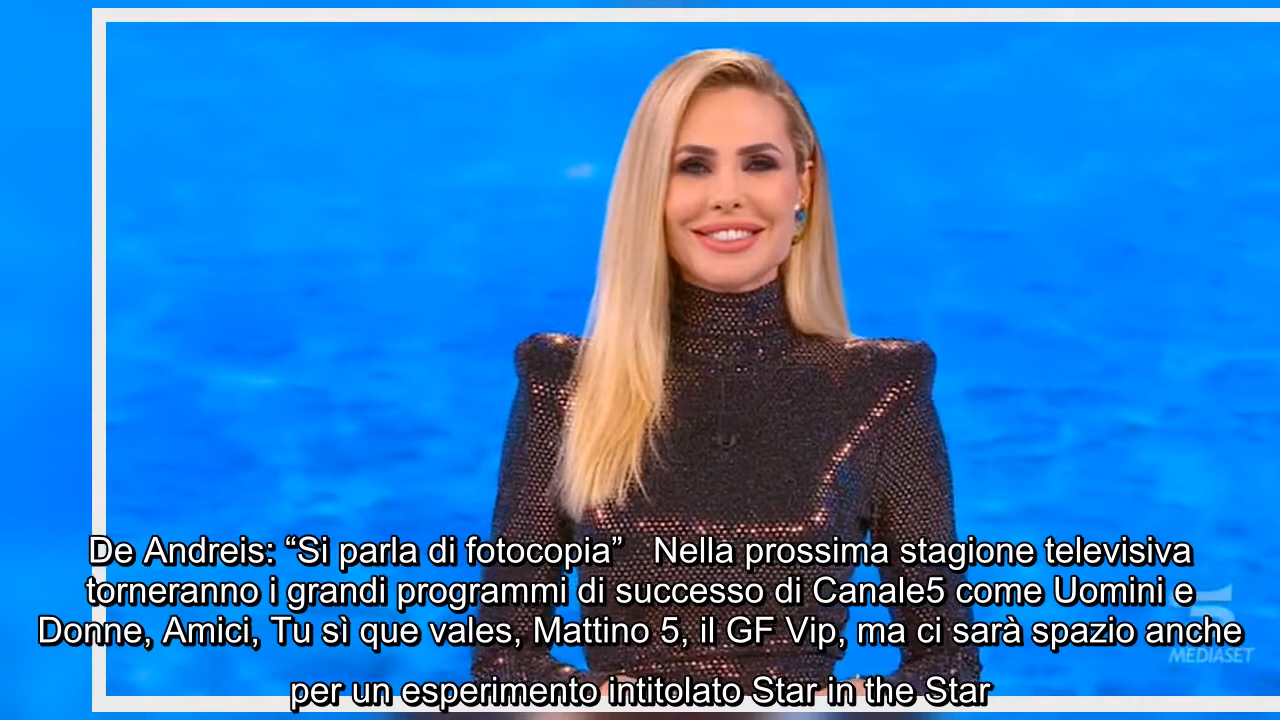 De Andreis: “Si parla di fotocopia”   Nella prossima stagione televisiva
torneranno i grandi programmi di successo di Canale5 come Uomini e
Donne, Amici, Tu sì que vales, Mattino 5, il GF Vip, ma ci sarà spazio anche
MEDIASET
per un esperimento intitolato Star in the Star